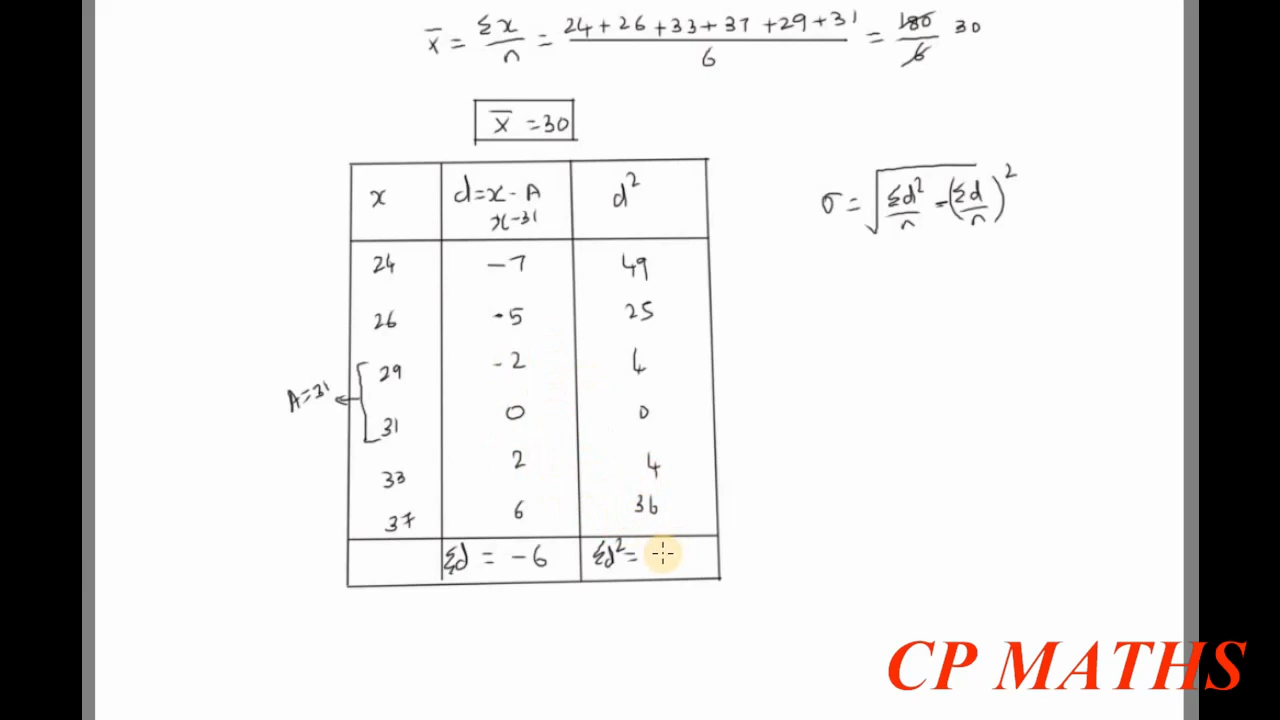 x̄ = Σx/n = (24+26+33+37+29+31)/6 = 180/6 30
x̄ = 30
x d=x-A d²
x-31
24 -7 49
26 -5 25
29 -2 4
A=31
31 0 0
33 2 4
37 6 36
Σd = -6 Σd² =
σ = √(Σd²/n - (Σd/n)²)
CP MATHS